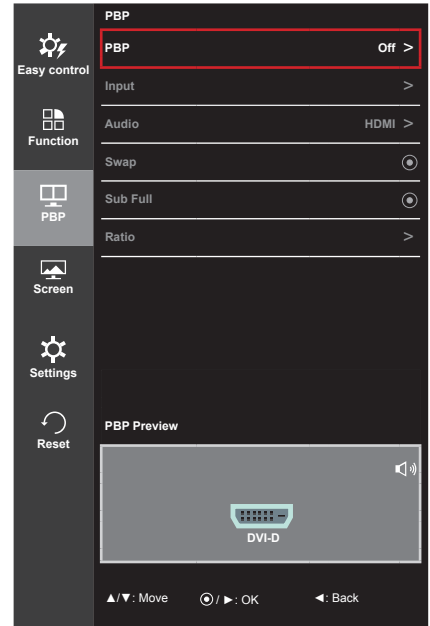 PBP
Easy control
PBP Off >
Input >
Function
Audio HDMI >
Swap
PBP
Sub Full
Ratio >
Screen
Settings
Reset
PBP Preview
DVI-D
▲/▼: Move ◉/ ►: OK ◄: Back